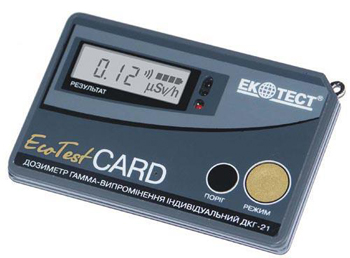 0.12
µSv/h
РЕЗУЛЬТАТ
ЕКОТЕСТ®
EcoTest CARD
ПОРІГ
РЕЖИМ
ДОЗИМЕТР ГАММА-ВИПРОМІНЕННЯ ІНДИВІДУАЛЬНИЙ ДКГ-21